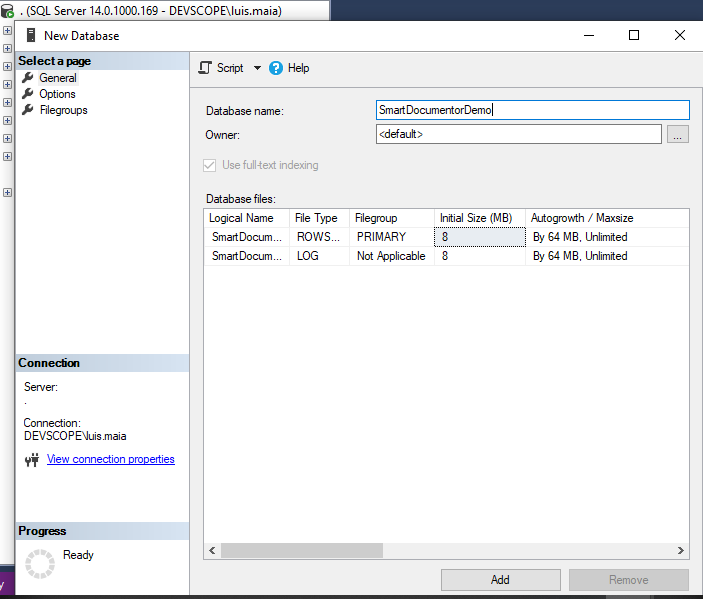 . (SQL Server 14.0.1000.169 - DEVSCOPE\luis.maia)
New Database
Select a page
General
Options
Filegroups
Script
Help
Database name: SmartDocumentorDemo
Owner: <default> ...
Use full-text indexing
Database files:
Logical Name File Type Filegroup Initial Size (MB) Autogrowth / Maxsize
SmartDocum... ROWS... PRIMARY 8 By 64 MB, Unlimited
SmartDocum... LOG Not Applicable 8 By 64 MB, Unlimited
Connection
Server:
.
Connection:
DEVSCOPE\luis.maia
View connection properties
Progress
Ready
Add Remove
y